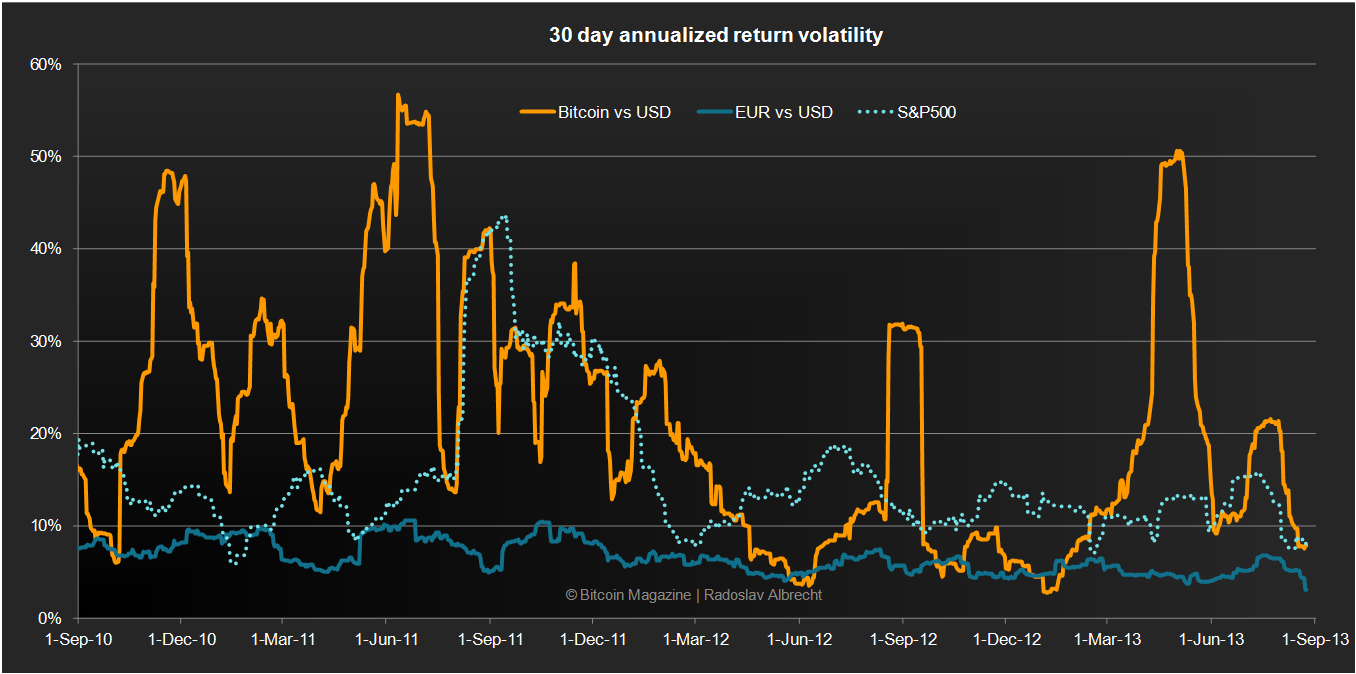 30 day annualized return volatility
60%
Bitcoin vs USD EUR vs USD S&P500
50%
40%
30%
20%
10%
© Bitcoin Magazine | Radoslav Albrecht
0%
1-Sep-10 1-Dec-10 1-Mar-11 1-Jun-11 1-Sep-11 1-Dec-11 1-Mar-12 1-Jun-12 1-Sep-12 1-Dec-12 1-Mar-13 1-Jun-13 1-Sep-13